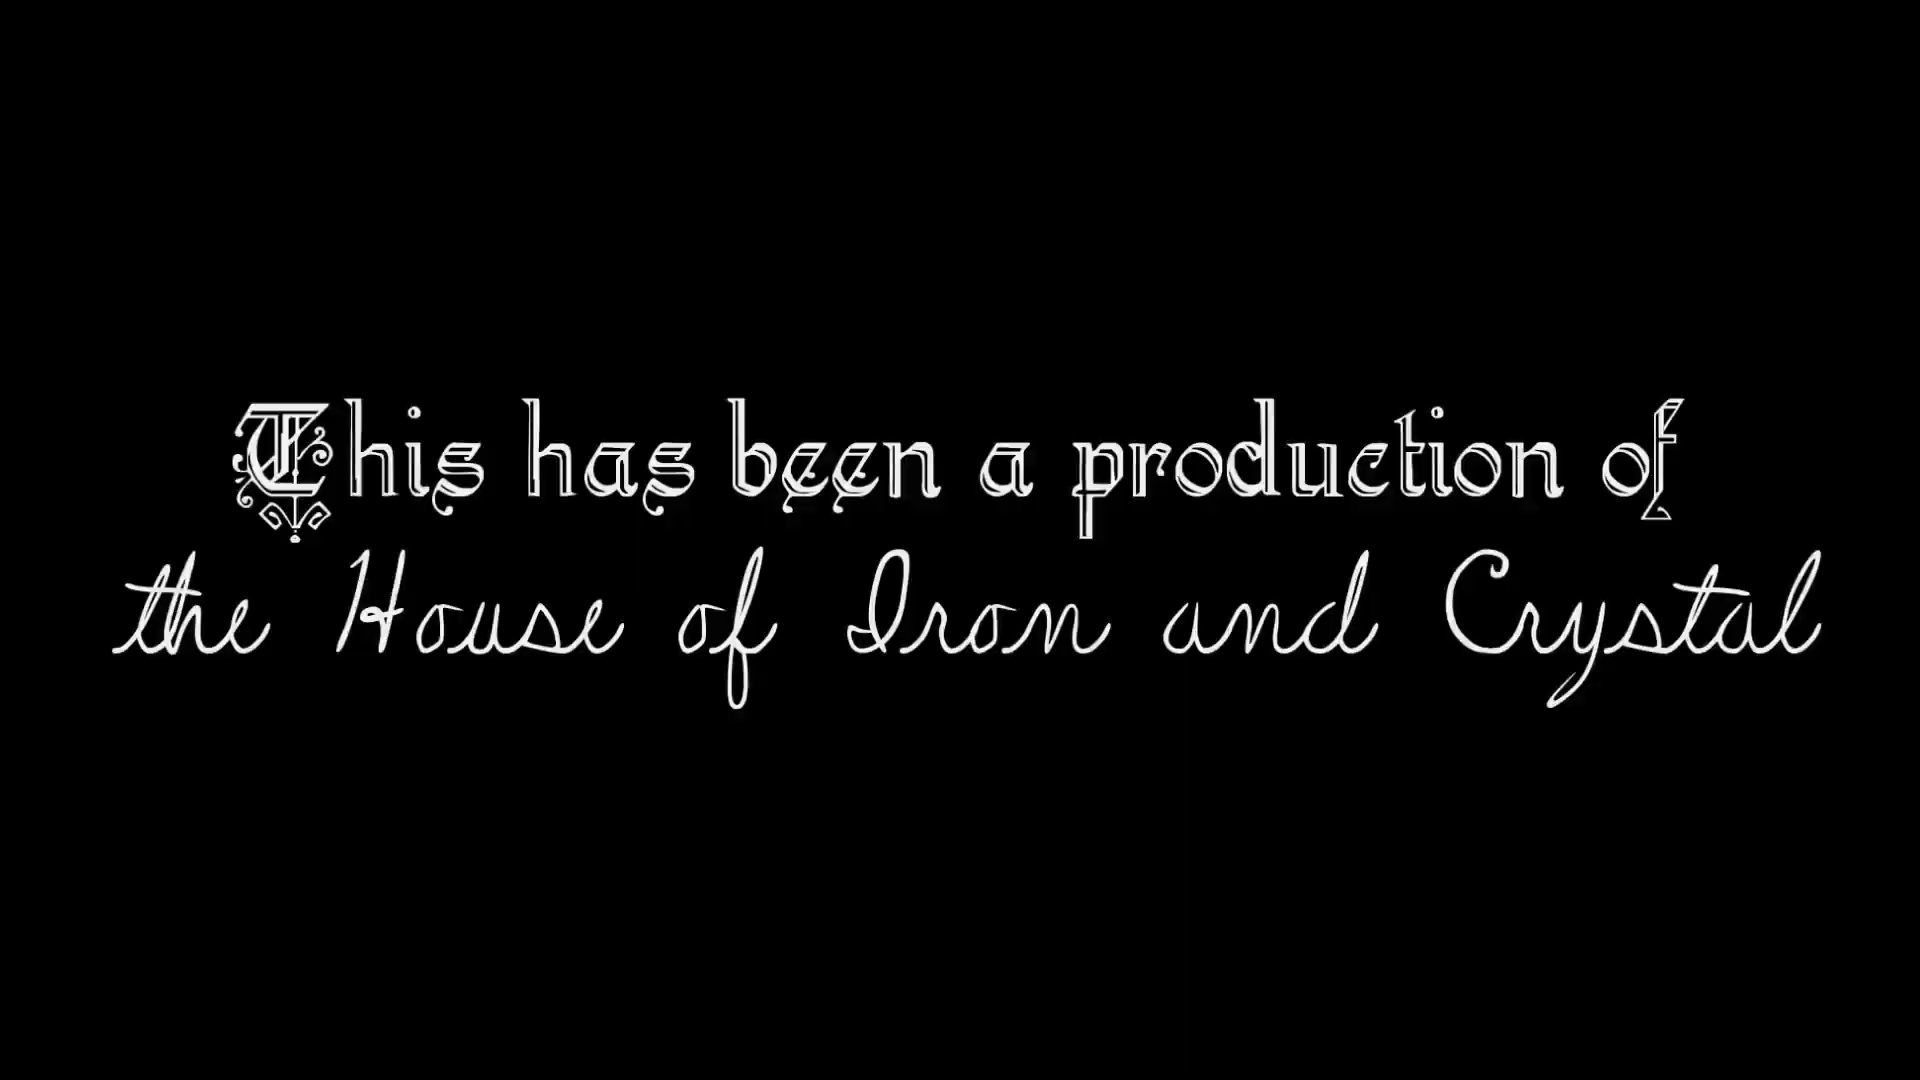 This has been a production of
the House of Iron and Crystal